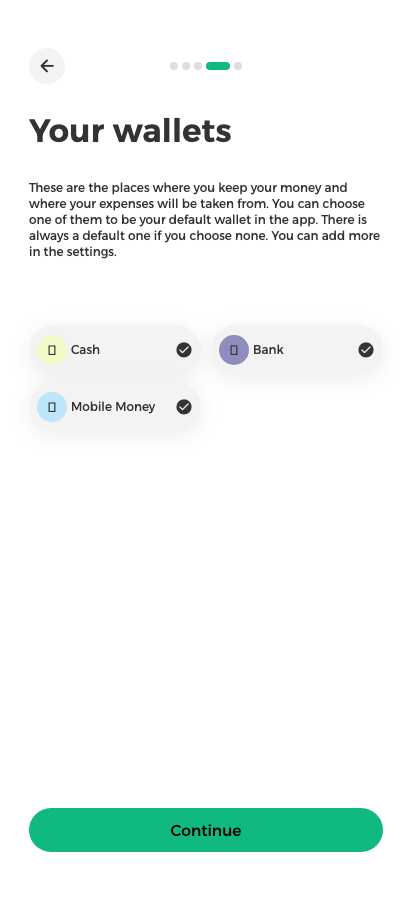 Your wallets
These are the places where you keep your money and
where your expenses will be taken from. You can choose
one of them to be your default wallet in the app. There is
always a default one if you choose none. You can add more
in the settings.
Cash
Bank
Mobile Money
Continue